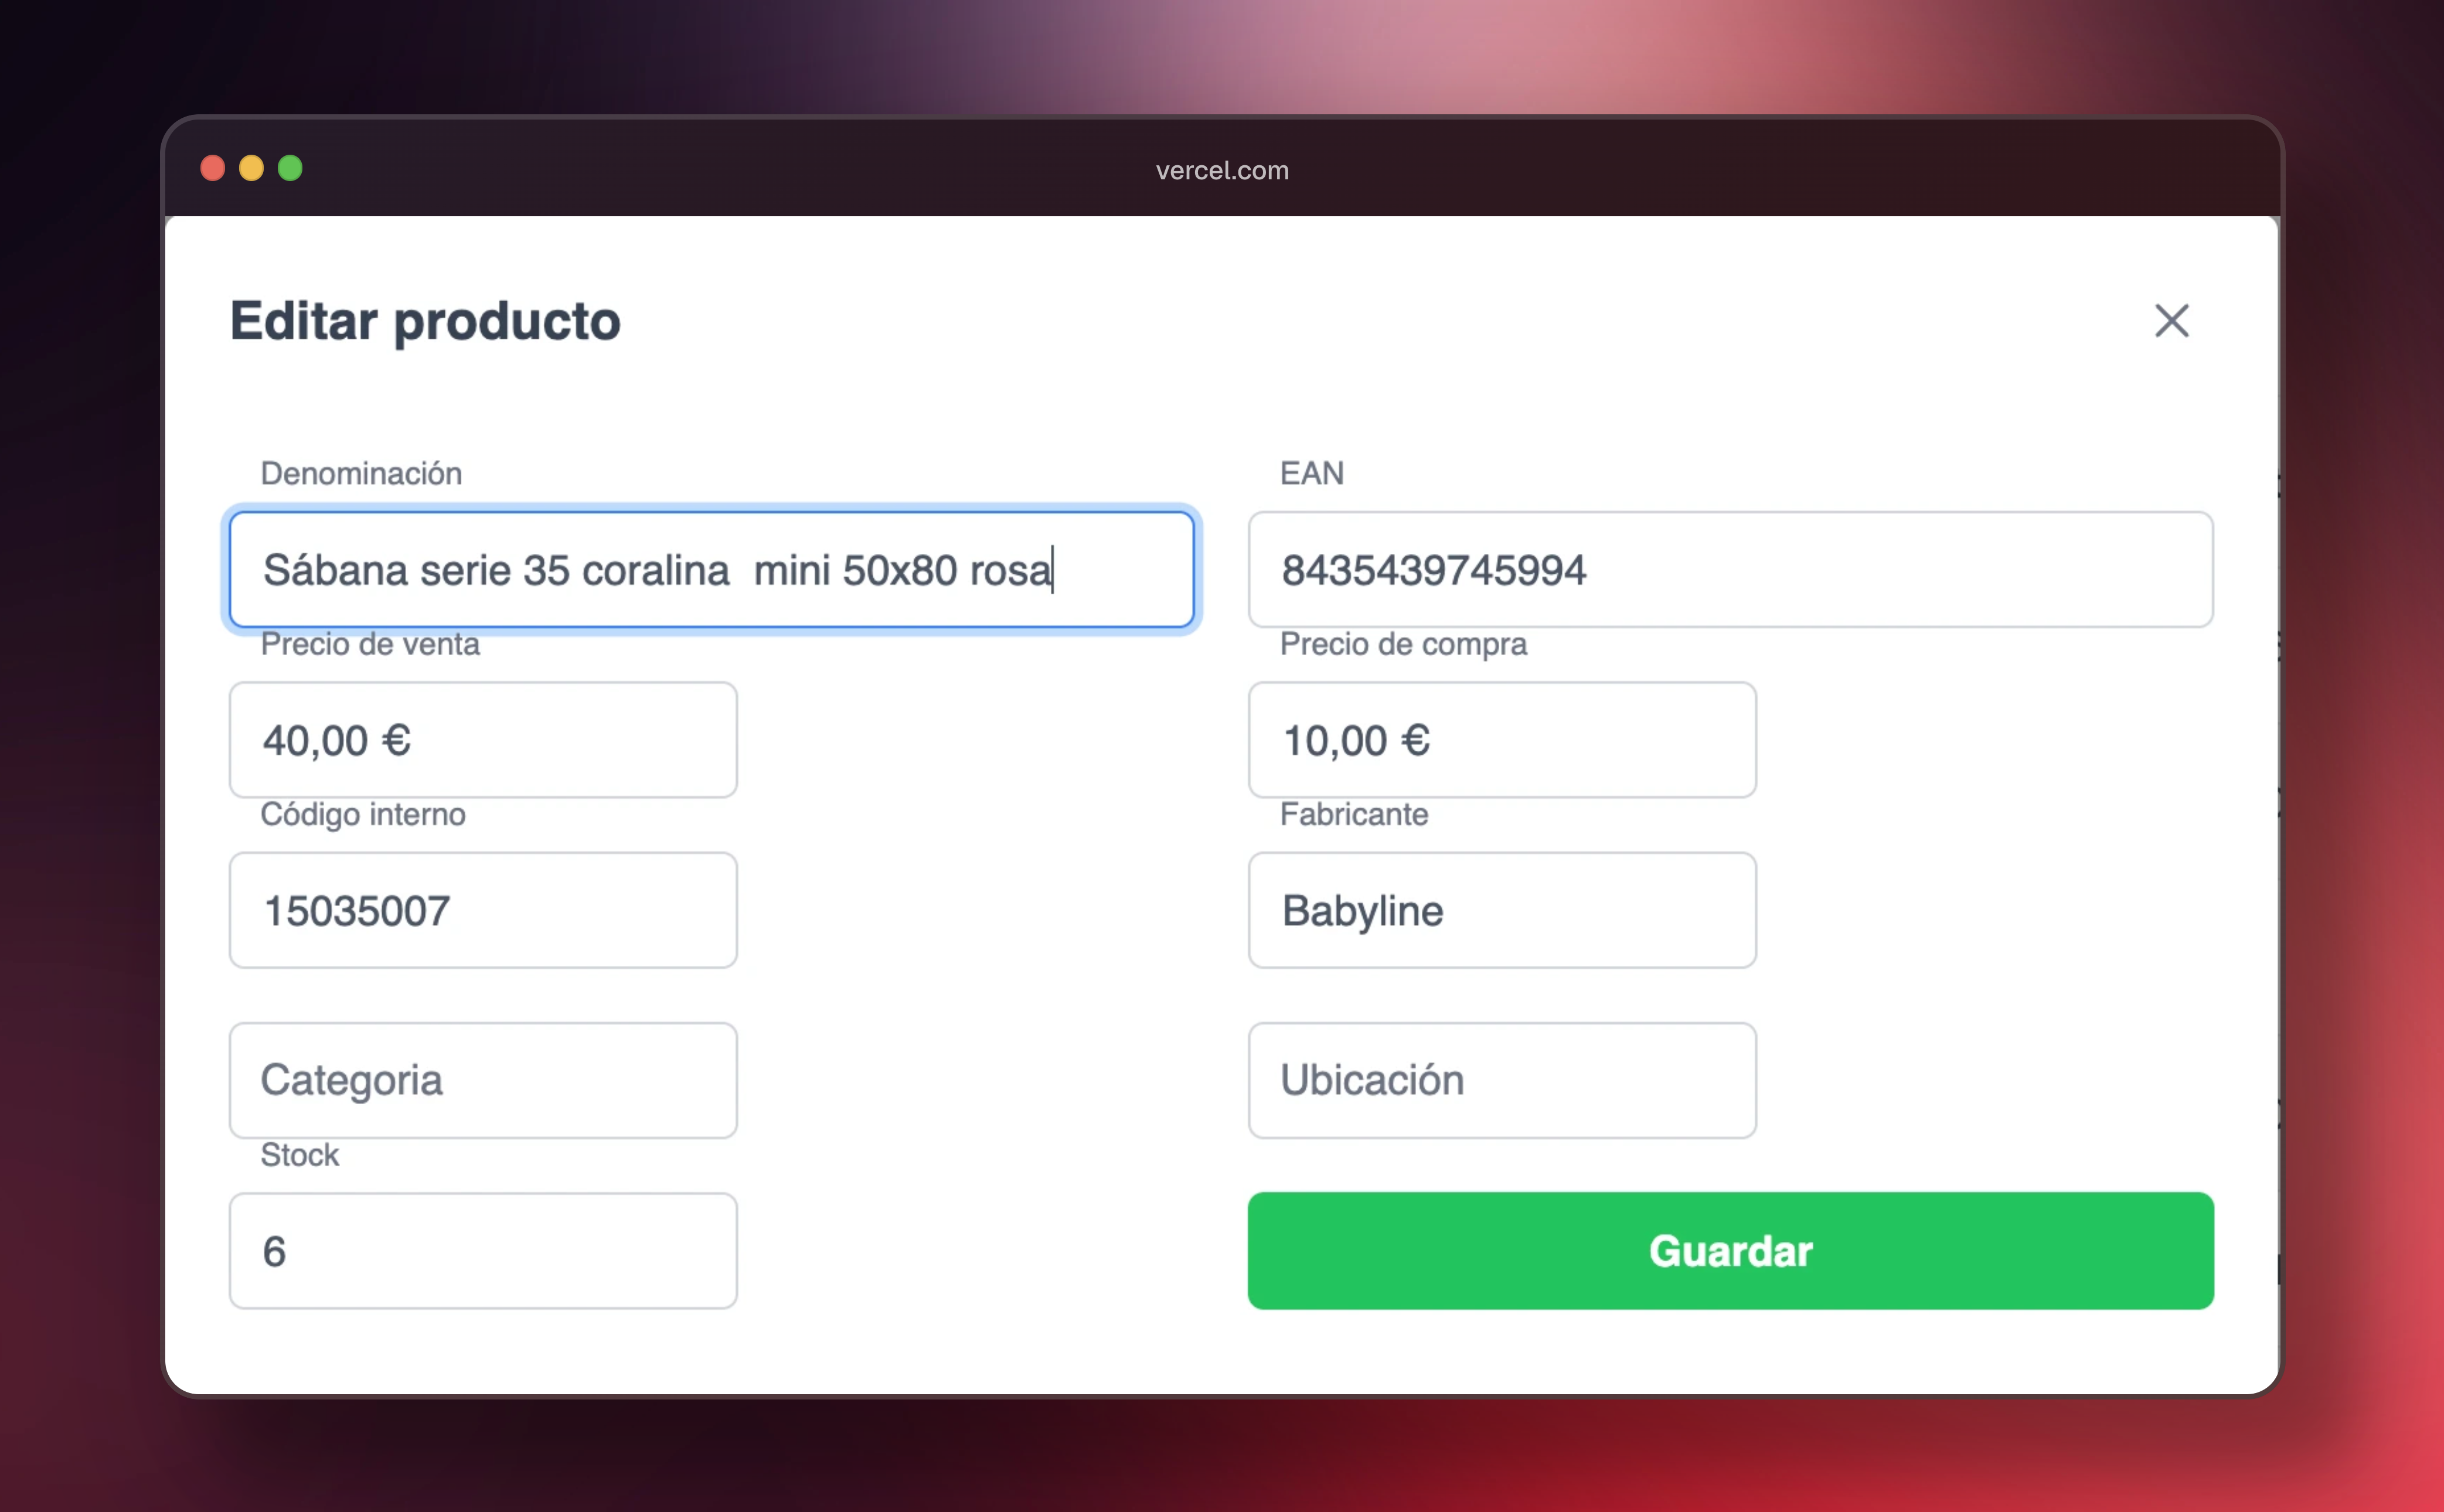 vercel.com
Editar producto
Denominación
EAN
Sábana serie 35 coralina  mini 50x80 rosa
8435439745994
Precio de venta
Precio de compra
40,00 €
10,00 €
Código interno
Fabricante
15035007
Babyline
Categoria
Ubicación
Stock
6
Guardar